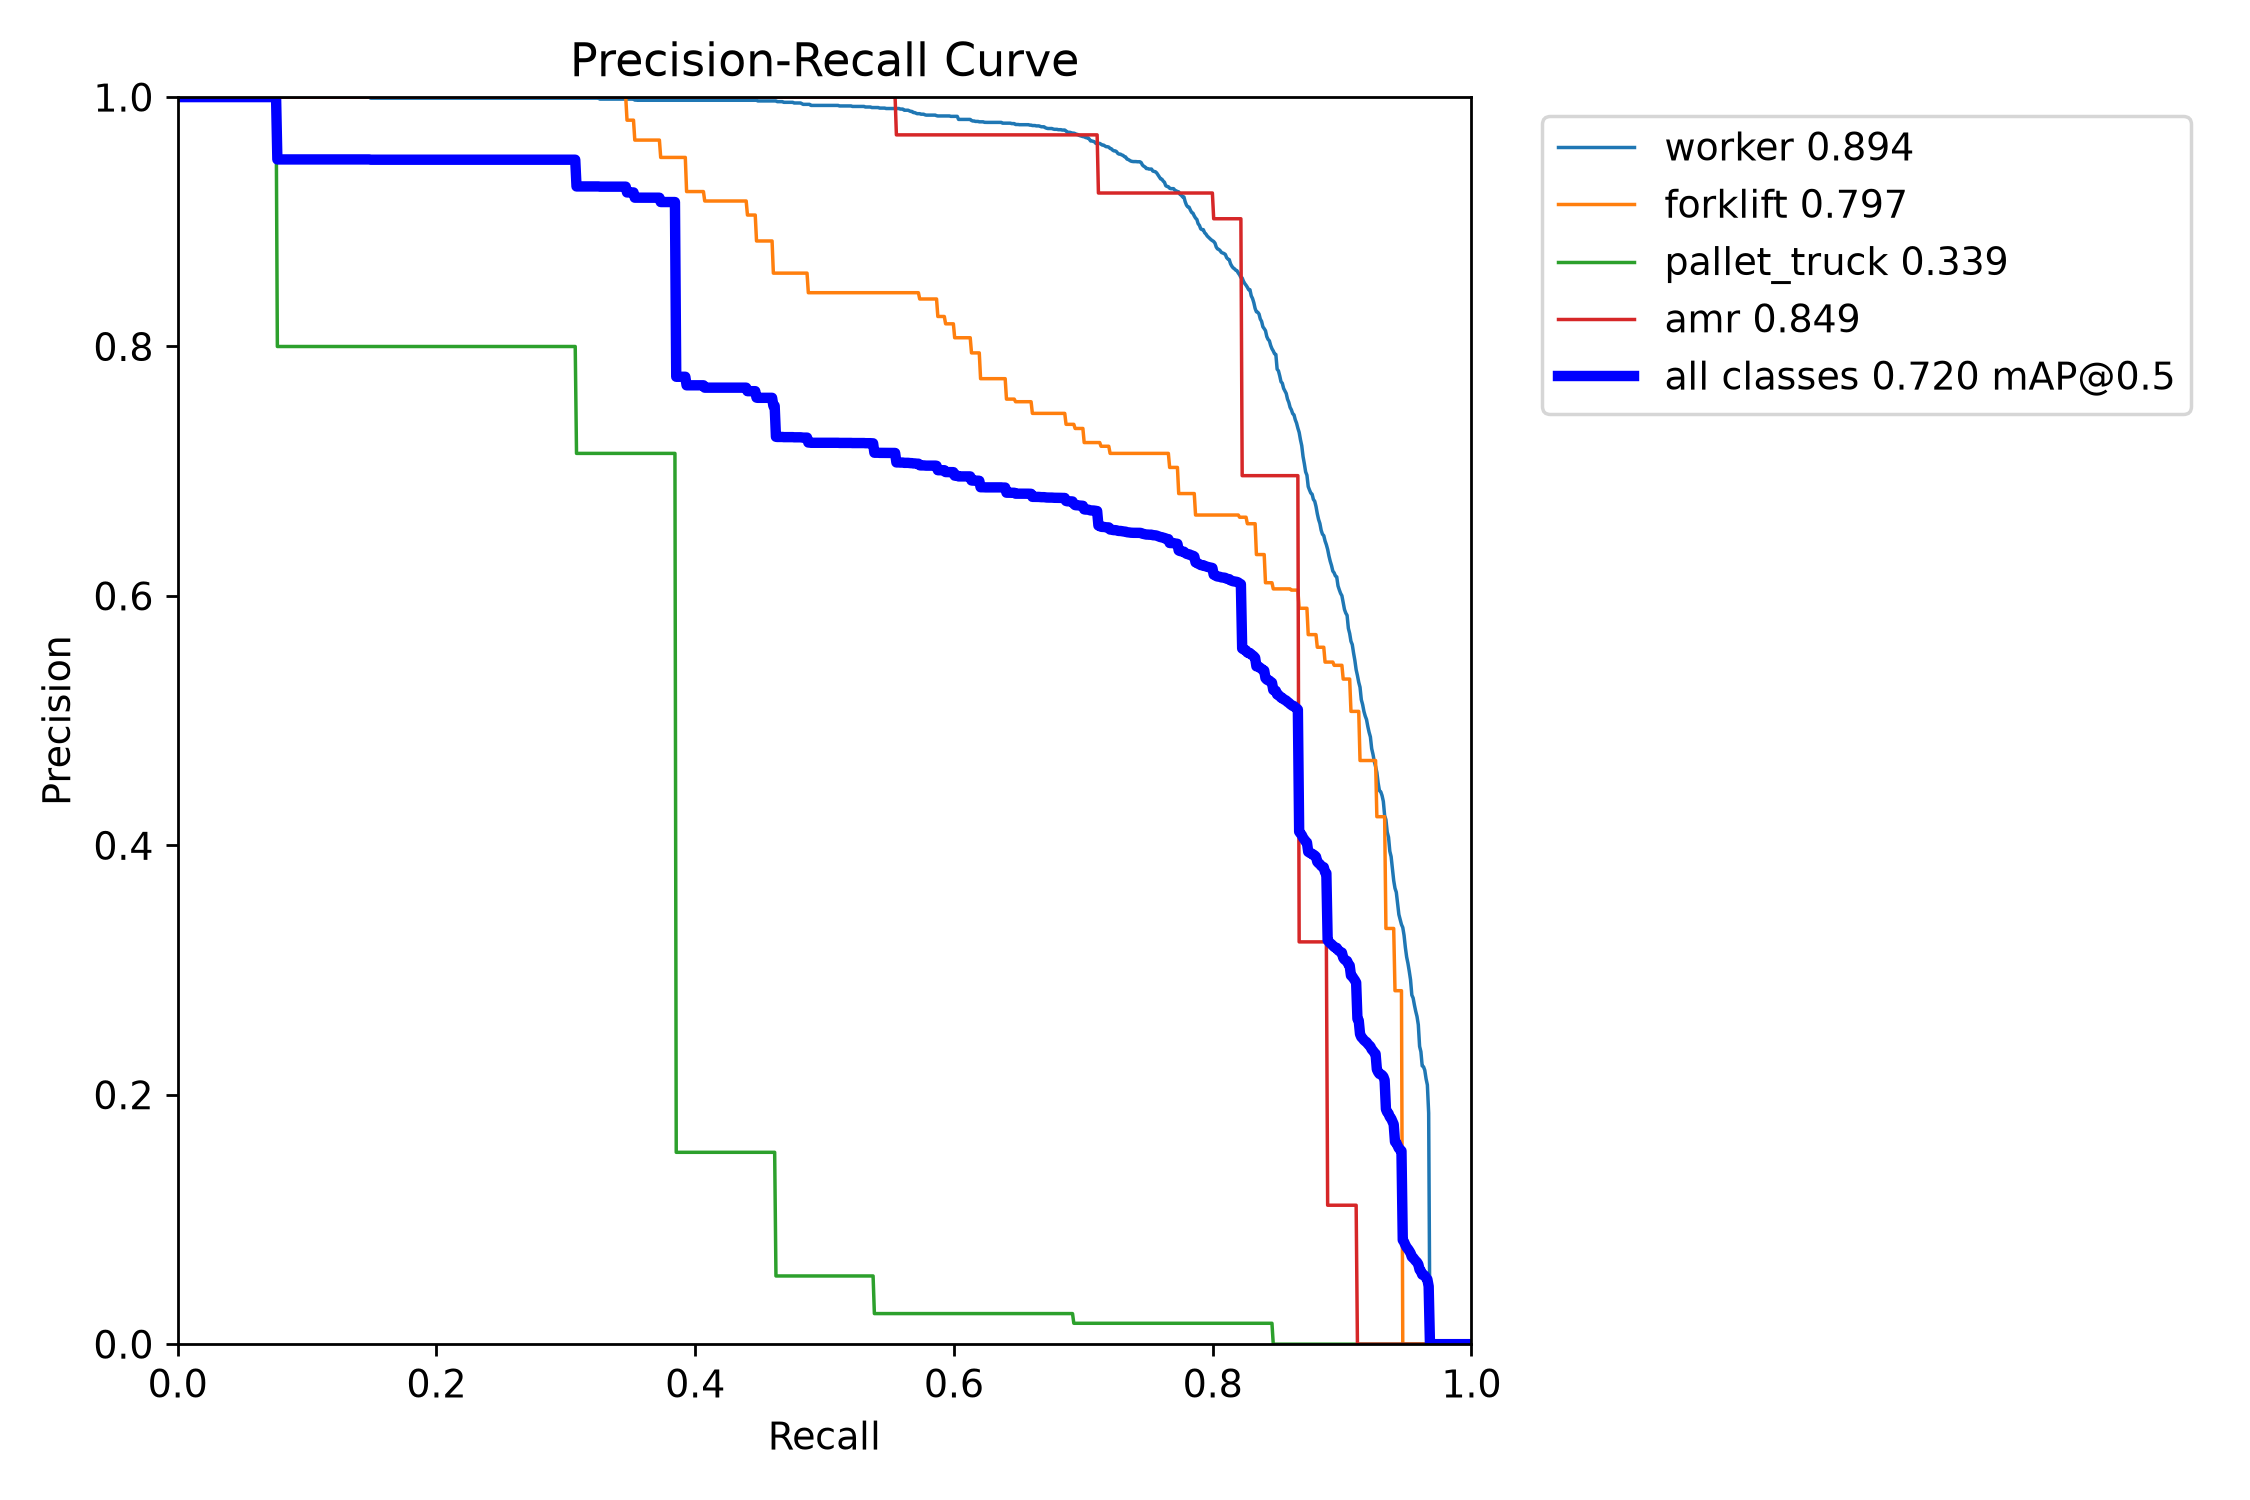 Precision-Recall Curve
1.0
0.8
0.6
0.4
0.2
0.0
Precision
0.0 0.2 0.4 0.6 0.8 1.0
Recall
worker 0.894
forklift 0.797
pallet_truck 0.339
amr 0.849
all classes 0.720 mAP@0.5